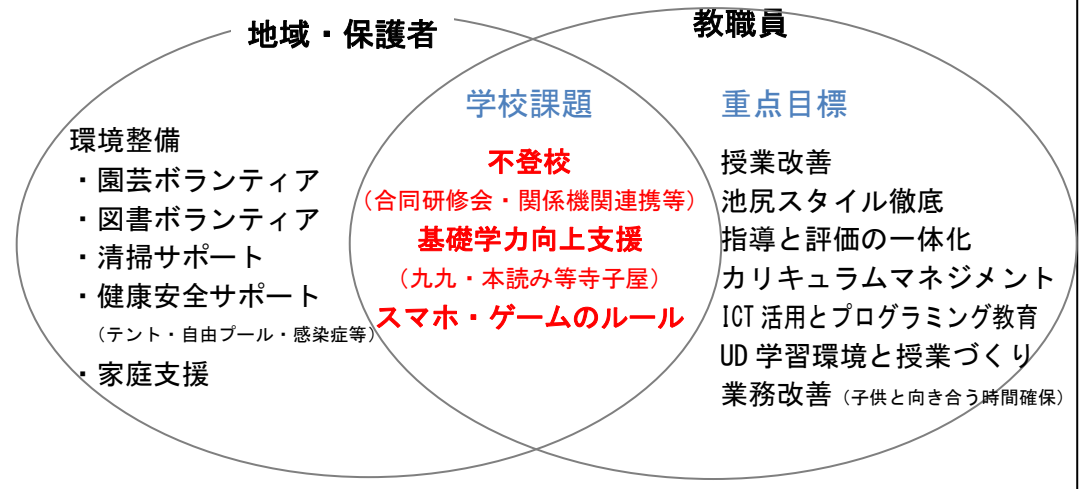 地域・保護者
環境整備
・園芸ボランティア
・図書ボランティア
・清掃サポート
・健康安全サポート
（テント・自由プール・感染症等）
・家庭支援
学校課題
不登校
（合同研修会・関係機関連携等）
基礎学力向上支援
（九九・本読み等寺子屋）
スマホ・ゲームのルール
教職員
重点目標
授業改善
池尻スタイル徹底
指導と評価の一体化
カリキュラムマネジメント
ICT 活用とプログラミング教育
UD 学習環境と授業づくり
業務改善（子供と向き合う時間確保）